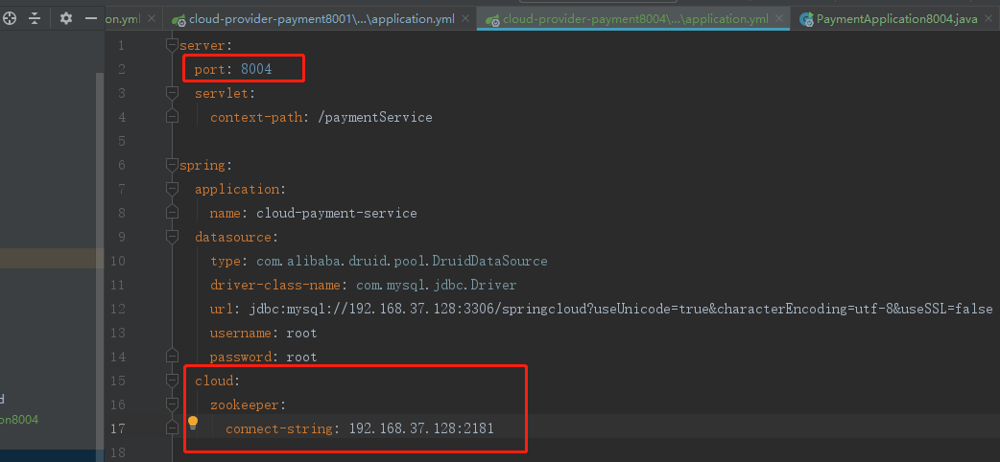 on.yml cloud-provider-payment8001\...\application.yml cloud-provider-payment8004\...\application.yml PaymentApplication8004.java
1 server:
2 port: 8004
3 servlet:
4 context-path: /paymentService
5
6 spring:
7 application:
8 name: cloud-payment-service
9 datasource:
10 type: com.alibaba.druid.pool.DruidDataSource
11 driver-class-name: com.mysql.jdbc.Driver
12 url: jdbc:mysql://192.168.37.128:3306/springcloud?useUnicode=true&characterEncoding=utf-8&useSSL=false
13 username: root
14 password: root
15 cloud:
16 zookeeper:
17 connect-string: 192.168.37.128:2181
18
d
on8004